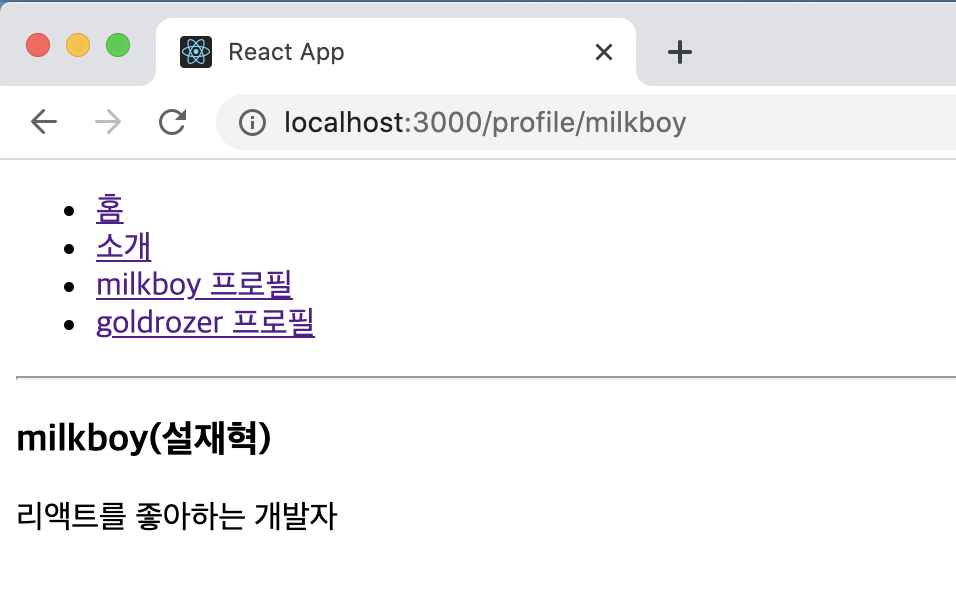 React App
localhost:3000/profile/milkboy
홈
소개
milkboy 프로필
goldrozer 프로필
milkboy(설재혁)
리액트를 좋아하는 개발자